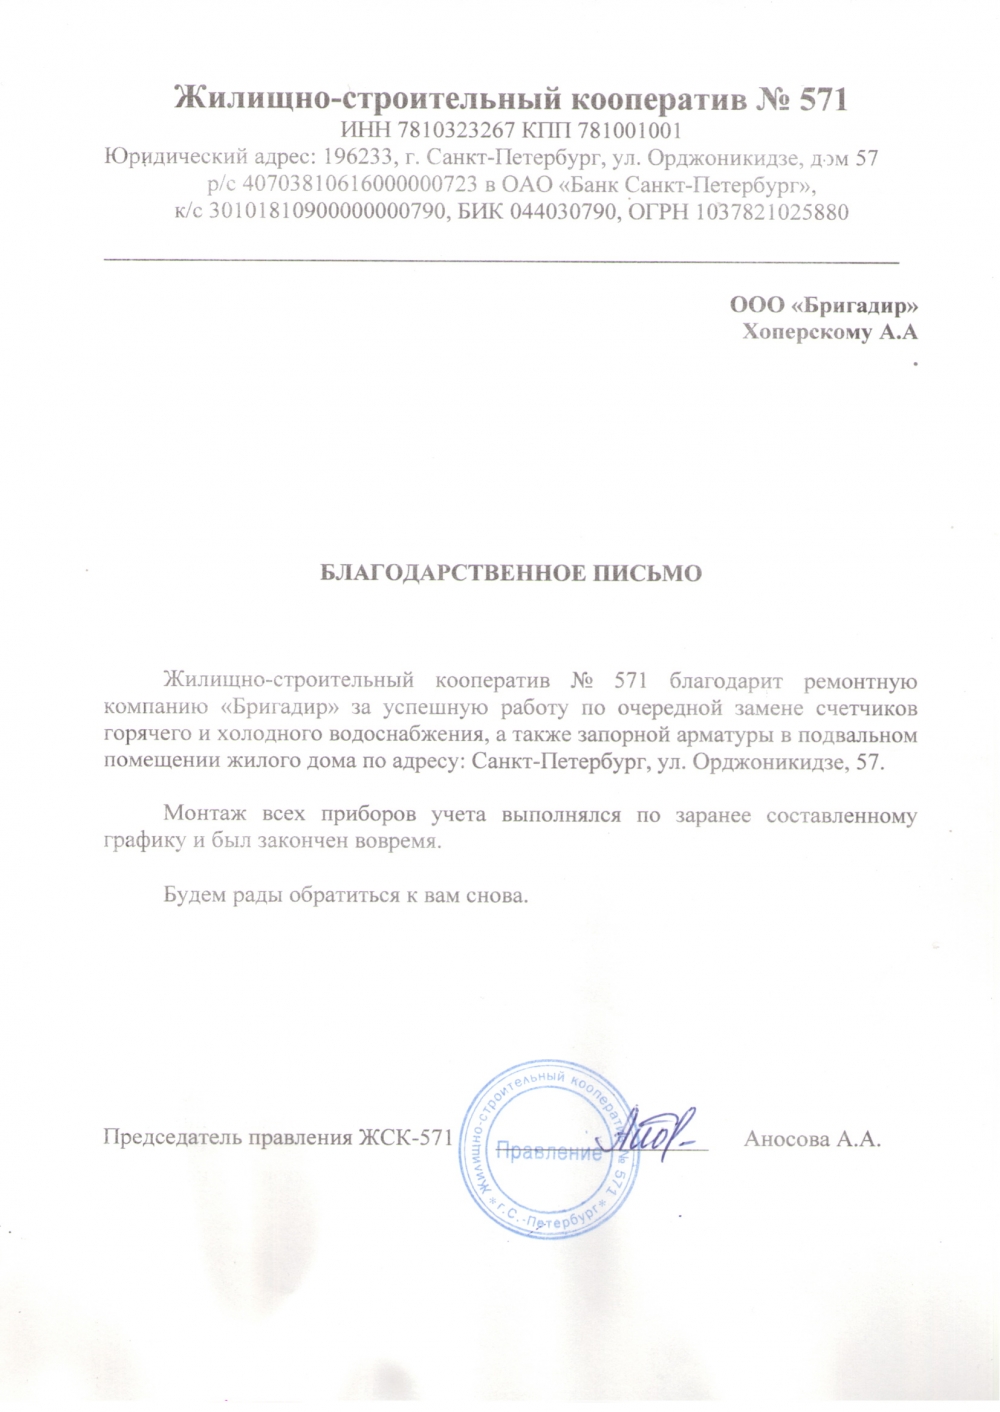 Жилищно-строительный кооператив № 571
ИНН 7810323267 КПП 781001001
Юридический адрес: 196233, г. Санкт-Петербург, ул. Орджоникидзе, дом 57
р/с 40703810616000000723 в ОАО «Банк Санкт-Петербург»,
к/с 30101810900000000790, БИК 044030790, ОГРН 1037821025880
ООО «Бригадир»
Хоперскому А.А
.
БЛАГОДАРСТВЕННОЕ ПИСЬМО
Жилищно-строительный кооператив № 571 благодарит ремонтную
компанию «Бригадир» за успешную работу по очередной замене счетчиков
горячего и холодного водоснабжения, а также запорной арматуры в подвальном
помещении жилого дома по адресу: Санкт-Петербург, ул. Орджоникидзе, 57.
Монтаж всех приборов учета выполнялся по заранее составленному
графику и был закончен вовремя.
Будем рады обратиться к вам снова.
Председатель правления ЖСК-571
Аносова А.А.
Жилищно-строительный кооператив № 571
* г.С.-Петербург *
Правление